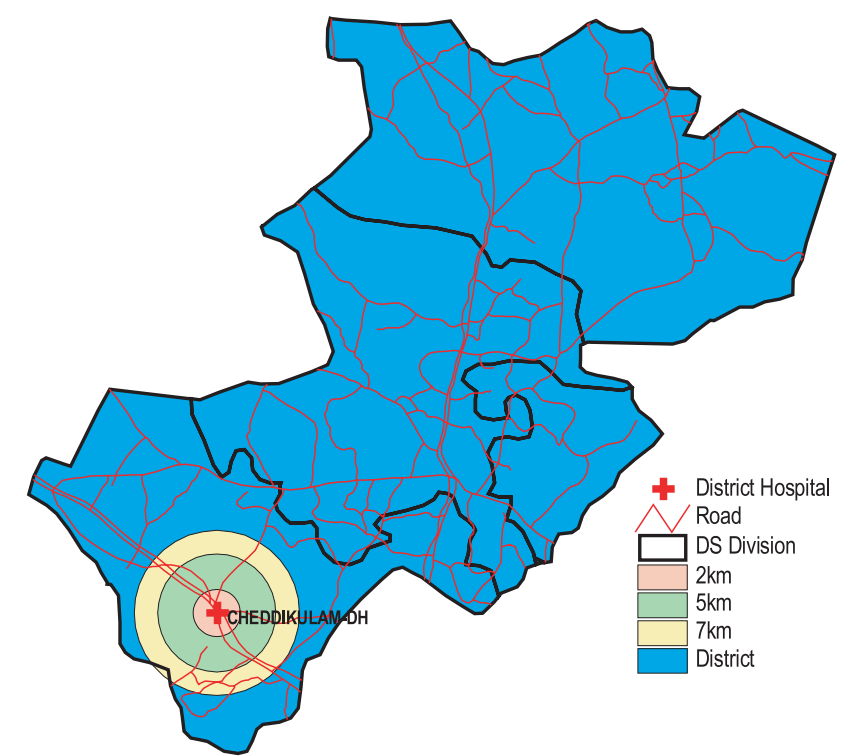 CHEDDIKULAM-DH
District Hospital
Road
DS Division
2km
5km
7km
District